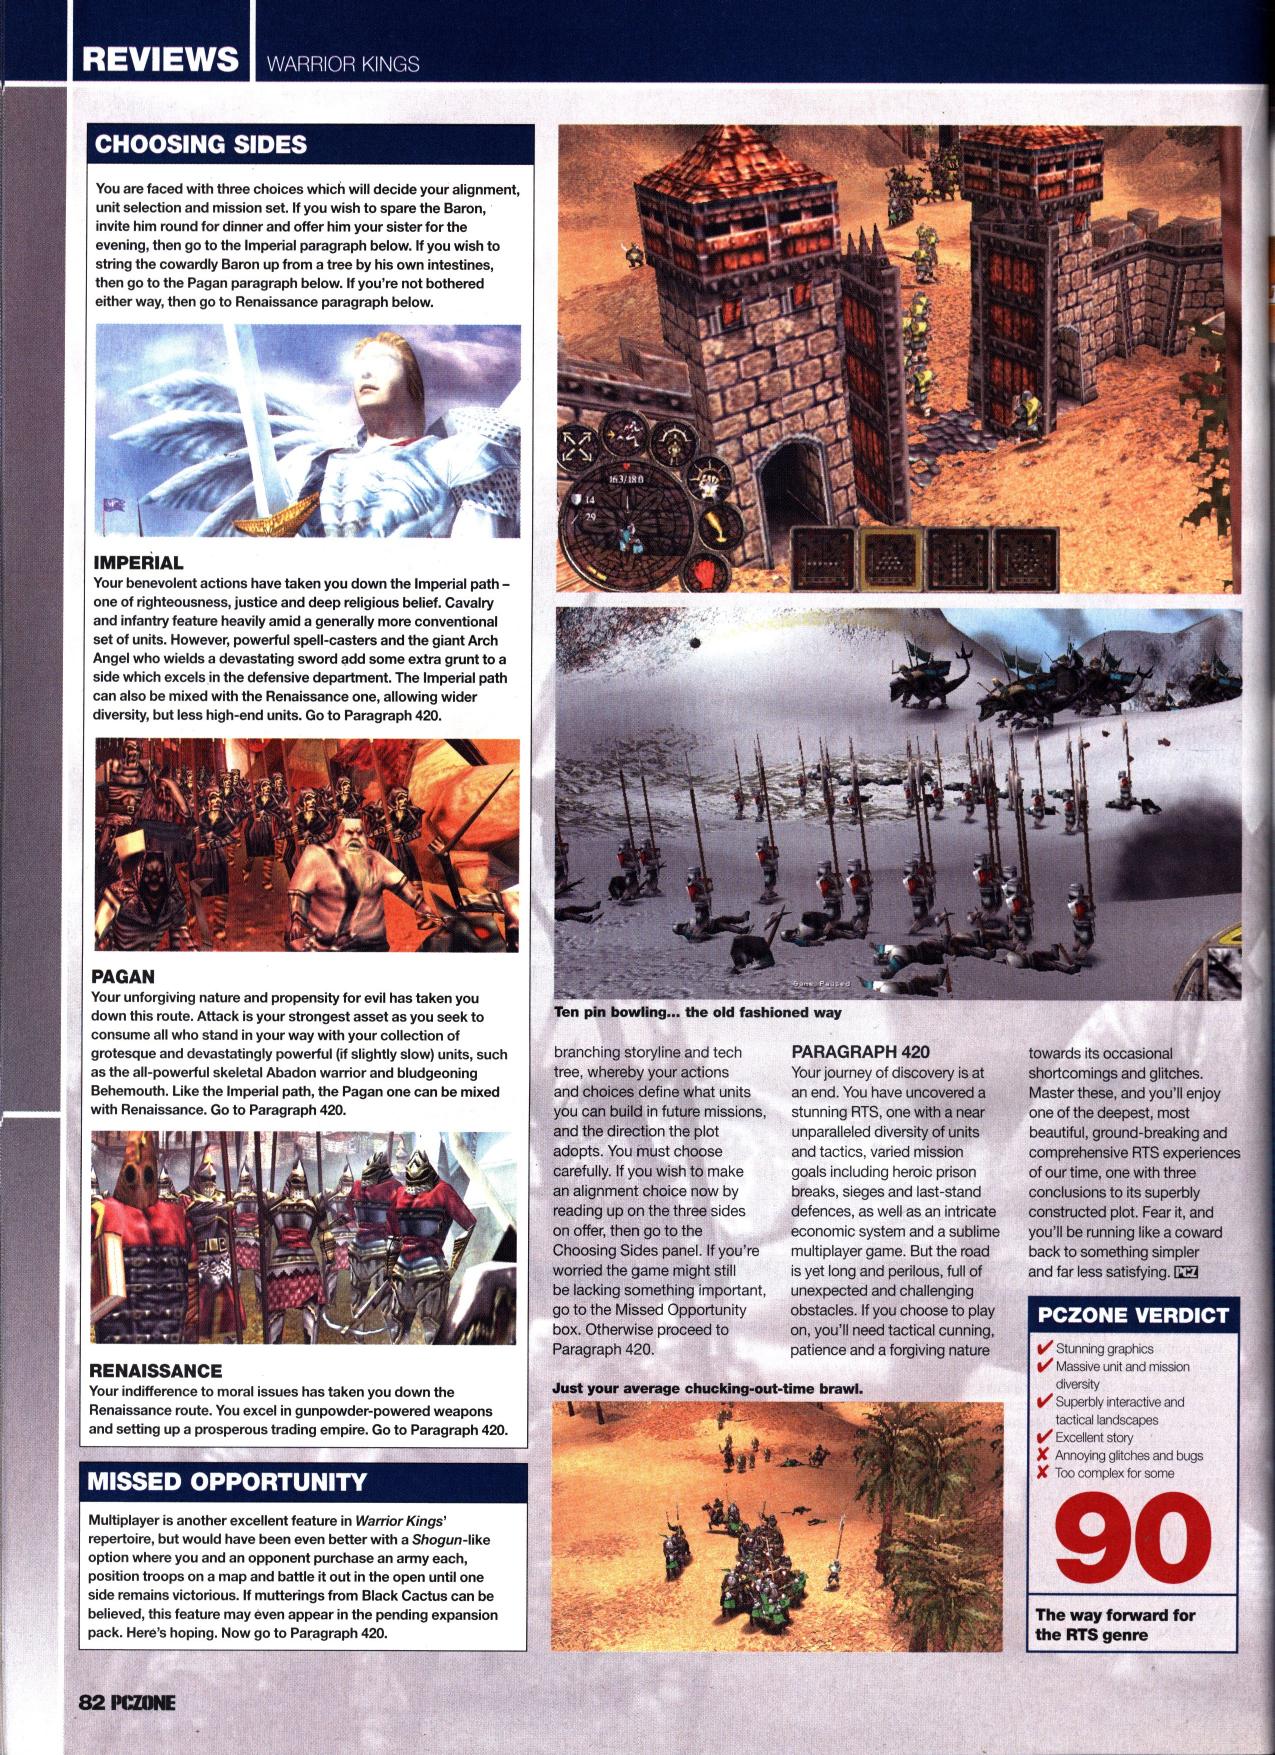 REVIEWS WARRIOR KINGS
CHOOSING SIDES
You are faced with three choices which will decide your alignment,
unit selection and mission set. If you wish to spare the Baron,
invite him round for dinner and offer him your sister for the
evening, then go to the Imperial paragraph below. If you wish to
string the cowardly Baron up from a tree by his own intestines,
then go to the Pagan paragraph below. If you're not bothered
either way, then go to Renaissance paragraph below.
IMPERIAL
Your benevolent actions have taken you down the Imperial path –
one of righteousness, justice and deep religious belief. Cavalry
and infantry feature heavily amid a generally more conventional
set of units. However, powerful spell-casters and the giant Arch
Angel who wields a devastating sword add some extra grunt to a
side which excels in the defensive department. The Imperial path
can also be mixed with the Renaissance one, allowing wider
diversity, but less high-end units. Go to Paragraph 420.
PAGAN
Your unforgiving nature and propensity for evil has taken you
down this route. Attack is your strongest asset as you seek to
consume all who stand in your way with your collection of
grotesque and devastatingly powerful (if slightly slow) units, such
as the all-powerful skeletal Abadon warrior and bludgeoning
Behemouth. Like the Imperial path, the Pagan one can be mixed
with Renaissance. Go to Paragraph 420.
RENAISSANCE
Your indifference to moral issues has taken you down the
Renaissance route. You excel in gunpowder-powered weapons
and setting up a prosperous trading empire. Go to Paragraph 420.
MISSED OPPORTUNITY
Multiplayer is another excellent feature in Warrior Kings'
repertoire, but would have been even better with a Shogun-like
option where you and an opponent purchase an army each,
position troops on a map and battle it out in the open until one
side remains victorious. If mutterings from Black Cactus can be
believed, this feature may even appear in the pending expansion
pack. Here's hoping. Now go to Paragraph 420.
163/180
14
29
Game Paused
Ten pin bowling... the old fashioned way
branching storyline and tech
tree, whereby your actions
and choices define what units
you can build in future missions,
and the direction the plot
adopts. You must choose
carefully. If you wish to make
an alignment choice now by
reading up on the three sides
on offer, then go to the
Choosing Sides panel. If you're
worried the game might still
be lacking something important,
go to the Missed Opportunity
box. Otherwise proceed to
Paragraph 420.
PARAGRAPH 420
Your journey of discovery is at
an end. You have uncovered a
stunning RTS, one with a near
unparalleled diversity of units
and tactics, varied mission
goals including heroic prison
breaks, sieges and last-stand
defences, as well as an intricate
economic system and a sublime
multiplayer game. But the road
is yet long and perilous, full of
unexpected and challenging
obstacles. If you choose to play
on, you'll need tactical cunning,
patience and a forgiving nature
towards its occasional
shortcomings and glitches.
Master these, and you'll enjoy
one of the deepest, most
beautiful, ground-breaking and
comprehensive RTS experiences
of our time, one with three
conclusions to its superbly
constructed plot. Fear it, and
you'll be running like a coward
back to something simpler
and far less satisfying. PCZ
Just your average chucking-out-time brawl.
PCZONE VERDICT
✓ Stunning graphics
✓ Massive unit and mission
diversity
✓ Superbly interactive and
tactical landscapes
✓ Excellent story
✗ Annoying glitches and bugs
✗ Too complex for some
90
The way forward for
the RTS genre
82 PCZONE